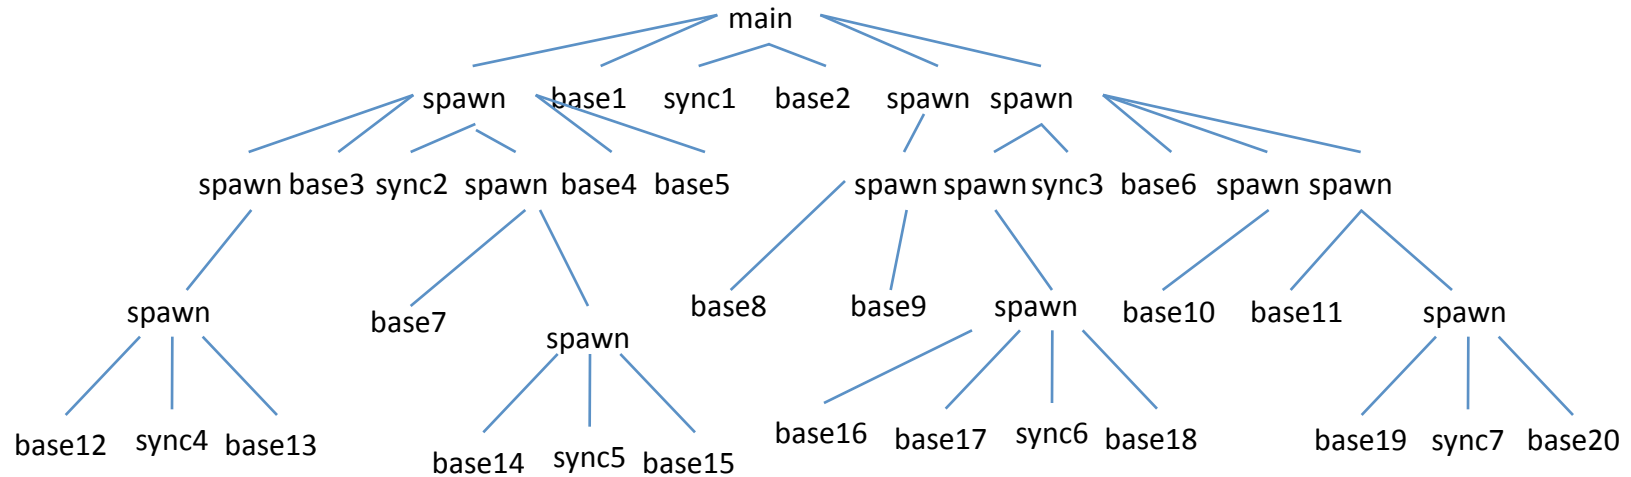 main
spawn base1 sync1 base2 spawn spawn
spawn base3 sync2 spawn base4 base5 spawn spawn sync3 base6 spawn spawn
spawn base7 spawn base8 base9 spawn base10 base11 spawn
base12 sync4 base13 base14 sync5 base15 base16 base17 sync6 base18 base19 sync7 base20